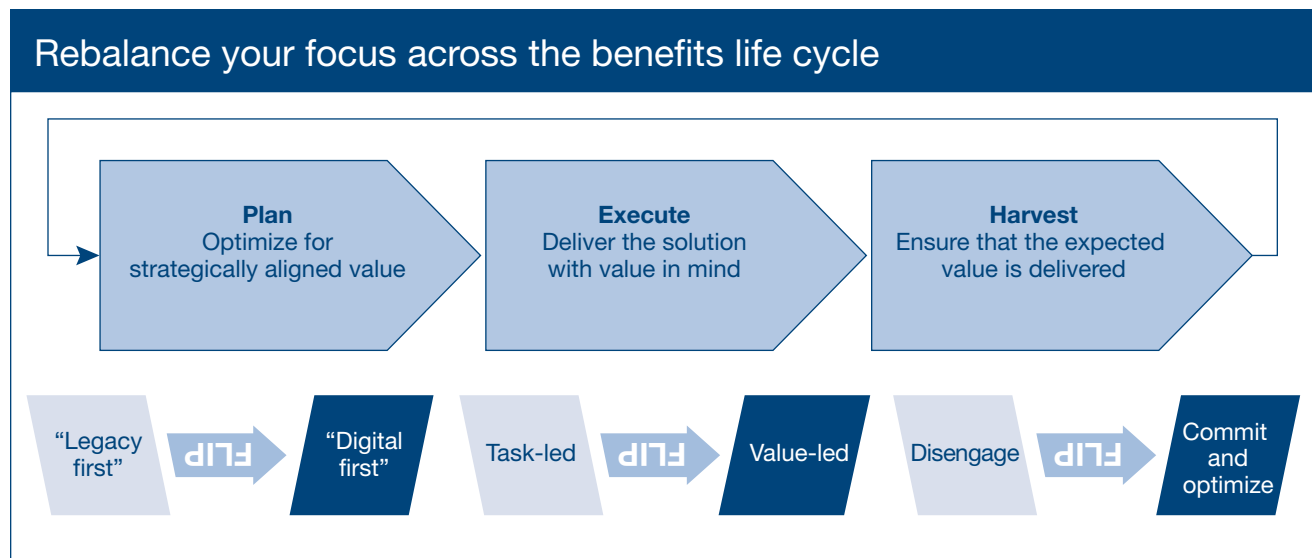 Rebalance your focus across the benefits life cycle
Plan
Optimize for
strategically aligned value
Execute
Deliver the solution
with value in mind
Harvest
Ensure that the expected
value is delivered
“Legacy
first”
FLIP
“Digital
first”
Task-led
FLIP
Value-led
Disengage
FLIP
Commit
and
optimize